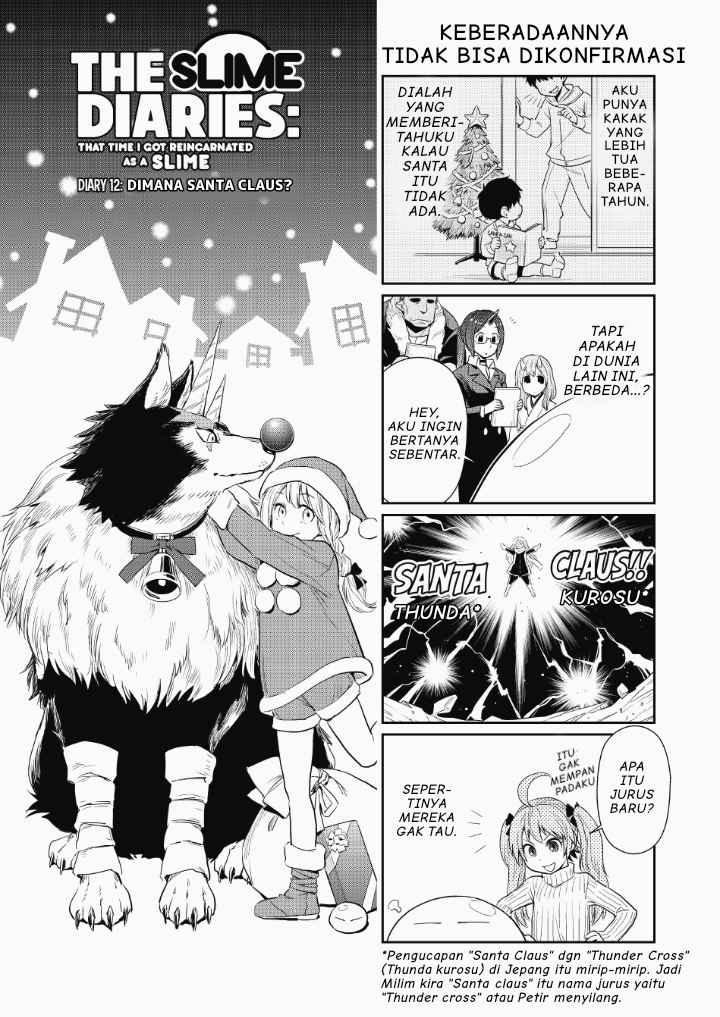 THE SLIME
DIARIES:
THAT TIME I GOT REINCARNATED
AS A SLIME
DIARY 12: DIMANA SANTA CLAUS?
KEBERADAANNYA
TIDAK BISA DIKONFIRMASI
AKU
PUNYA
KAKAK
YANG
LEBIH
TUA
BEBE-
RAPA
TAHUN.
DIALAH
YANG
MEMBERI-
TAHUKU
KALAU
SANTA
ITU
TIDAK
ADA.
TAPI
APAKAH
DI DUNIA
LAIN INI,
BERBEDA...?
HEY,
AKU INGIN
BERTANYA
SEBENTAR.
SANTA
THUNDA*
CLAUS!!
KUROSU*
APA
ITU
JURUS
BARU?
ITU
GAK
MEMPAN
PADAKU
SEPER-
TINYA
MEREKA
GAK TAU.
*Pengucapan "Santa Claus" dgn "Thunder Cross"
(Thunda kurosu) di Jepang itu mirip-mirip. Jadi
Milim kira "Santa claus" itu nama jurus yaitu
"Thunder cross" atau Petir menyilang.